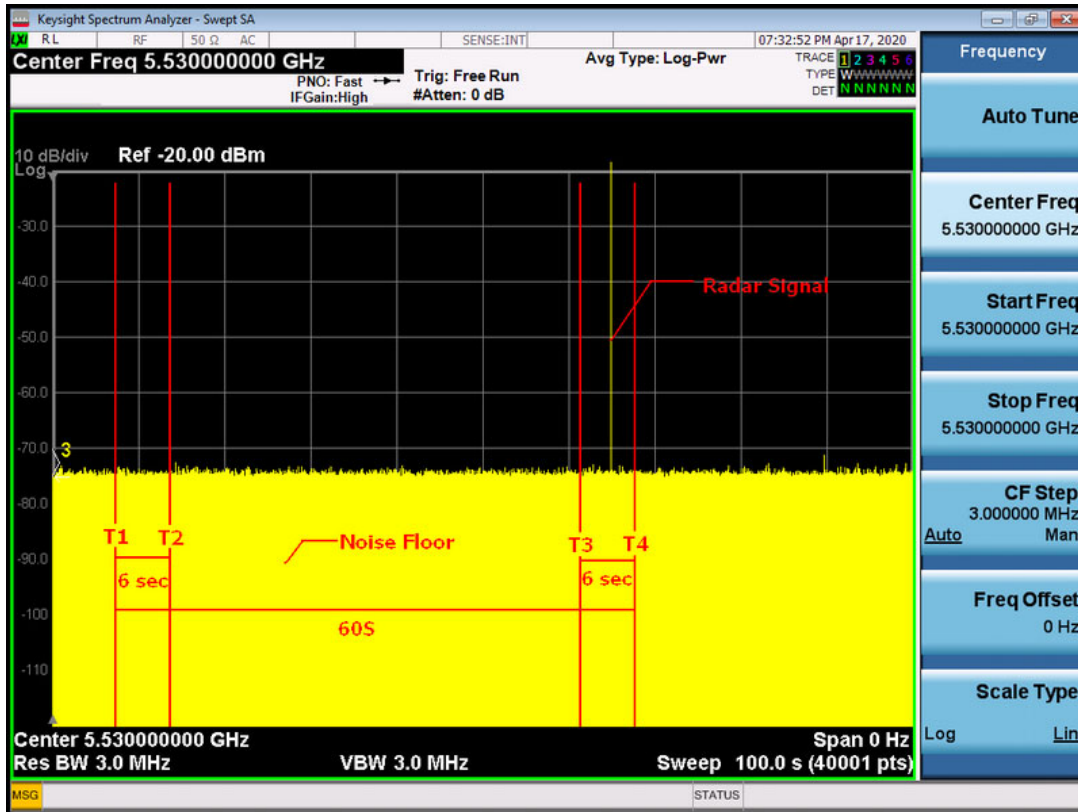 Keysight Spectrum Analyzer - Swept SA
LXI RL RF 50 Ω AC SENSE:INT 07:32:52 PM Apr 17, 2020
Center Freq 5.530000000 GHz
PNO: Fast
IFGain:High
Trig: Free Run
#Atten: 0 dB
Avg Type: Log-Pwr
TRACE 1 2 3 4 5 6
TYPE WWWWWW
DET N N N N N N
10 dB/div Ref -20.00 dBm
Log
-30.0
-40.0
Radar Signal
-50.0
-60.0
-70.0
3
-80.0
T1 T2 Noise Floor T3 T4
-90.0
6 sec 6 sec
-100
60S
-110
Center 5.530000000 GHz Span 0 Hz
Res BW 3.0 MHz VBW 3.0 MHz Sweep 100.0 s (40001 pts)
MSG STATUS
Frequency
Auto Tune
Center Freq
5.530000000 GHz
Start Freq
5.530000000 GHz
Stop Freq
5.530000000 GHz
CF Step
3.000000 MHz
Auto Man
Freq Offset
0 Hz
Scale Type
Log Lin